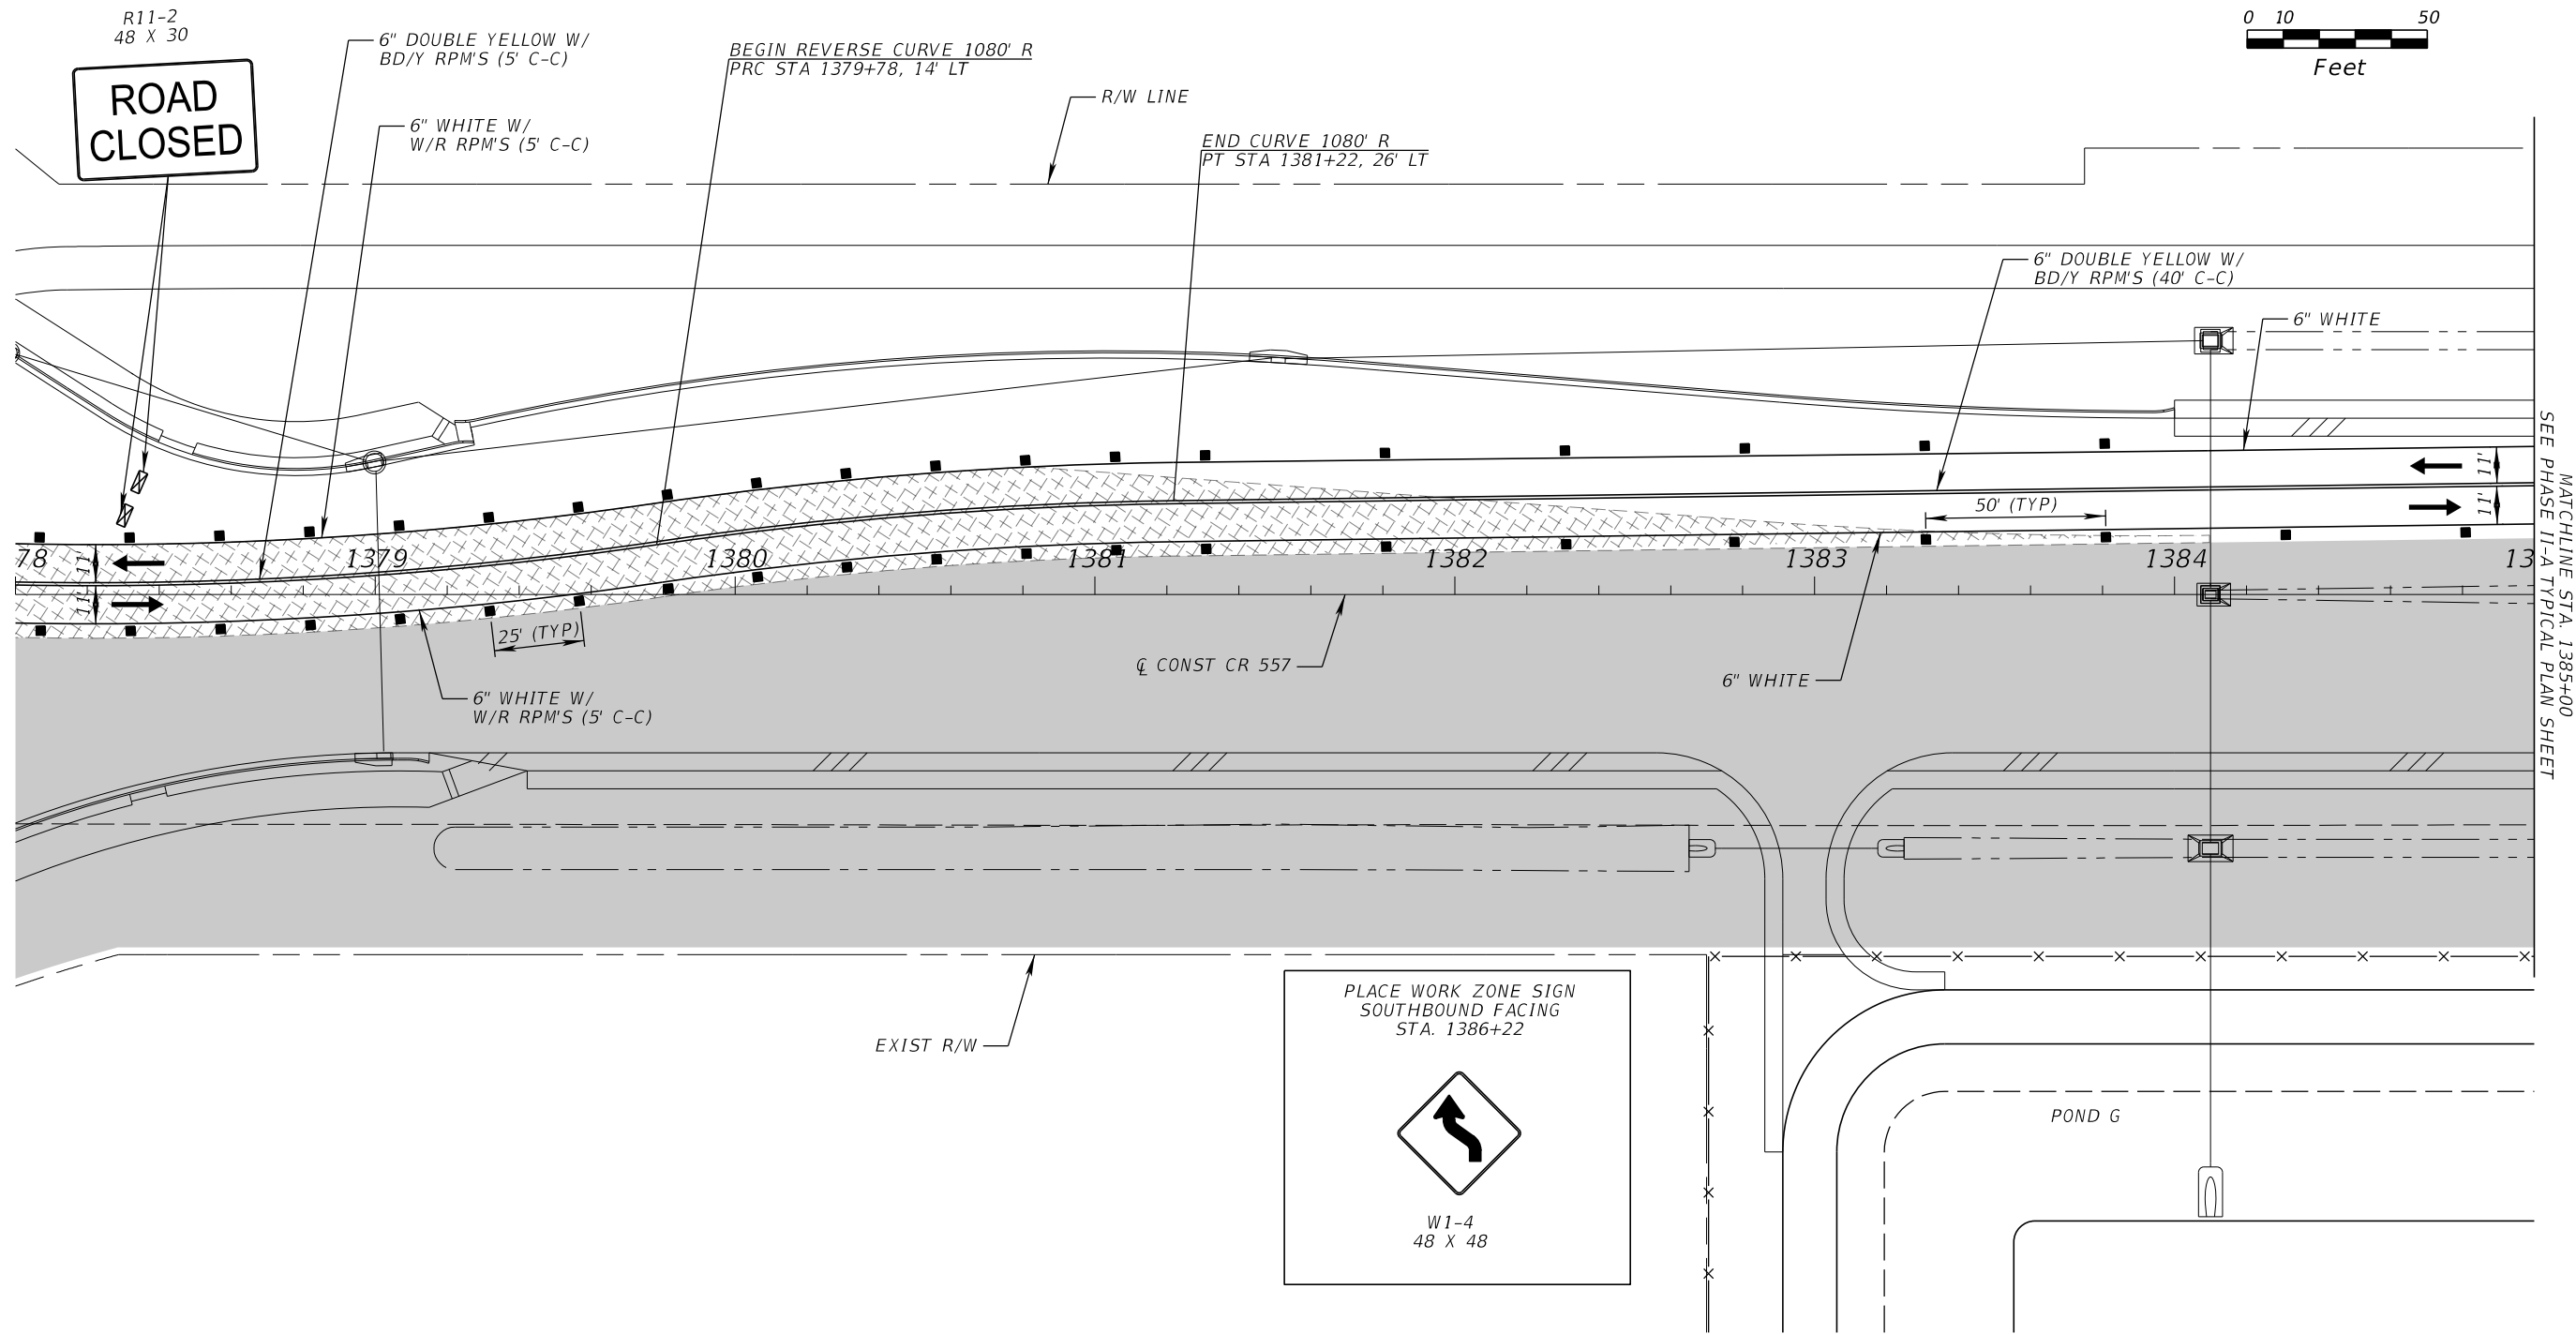 R11-2
48 X 30
ROAD
CLOSED
6" DOUBLE YELLOW W/
BD/Y RPM'S (5' C-C)
6" WHITE W/
W/R RPM'S (5' C-C)
BEGIN REVERSE CURVE 1080' R
PRC STA 1379+78, 14' LT
R/W LINE
END CURVE 1080' R
PT STA 1381+22, 26' LT
0 10 50
Feet
6" DOUBLE YELLOW W/
BD/Y RPM'S (40' C-C)
6" WHITE
11'
11'
50' (TYP)
78
1379
1380
1381
1382
1383
1384
13
11'
11'
25' (TYP)
6" WHITE W/
W/R RPM'S (5' C-C)
℄ CONST CR 557
6" WHITE
MATCHLINE STA. 1385+00
SEE PHASE II-A TYPICAL PLAN SHEET
EXIST R/W
PLACE WORK ZONE SIGN
SOUTHBOUND FACING
STA. 1386+22
W1-4
48 X 48
POND G